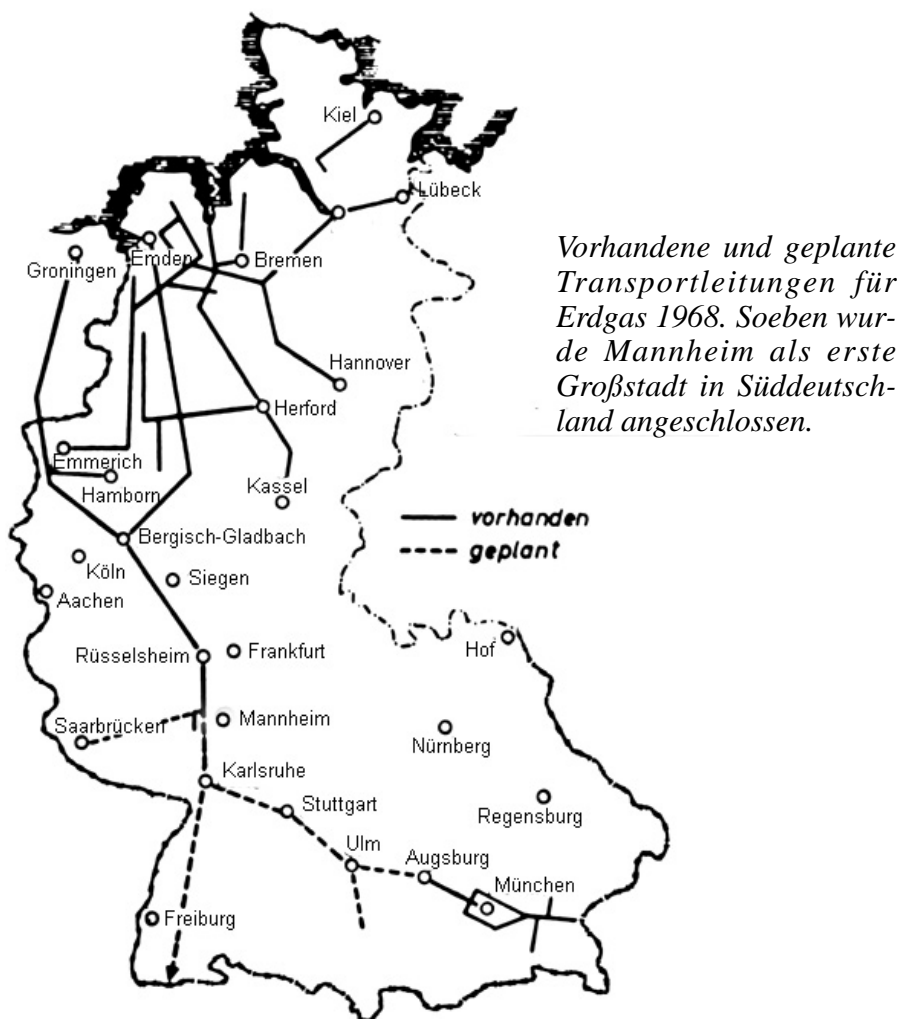 Kiel
Lübeck
Groningen
Emden
Bremen
Hannover
Herford
Emmerich
Hamborn
Kassel
Bergisch-Gladbach
Köln
Siegen
Aachen
Rüsselsheim
Frankfurt
Hof
Saarbrücken
Mannheim
Nürnberg
Karlsruhe
Stuttgart
Regensburg
Ulm
Augsburg
München
Freiburg
vorhanden
geplant
Vorhandene und geplante
Transportleitungen für
Erdgas 1968. Soeben wur-
de Mannheim als erste
Großstadt in Süddeutsch-
land angeschlossen.